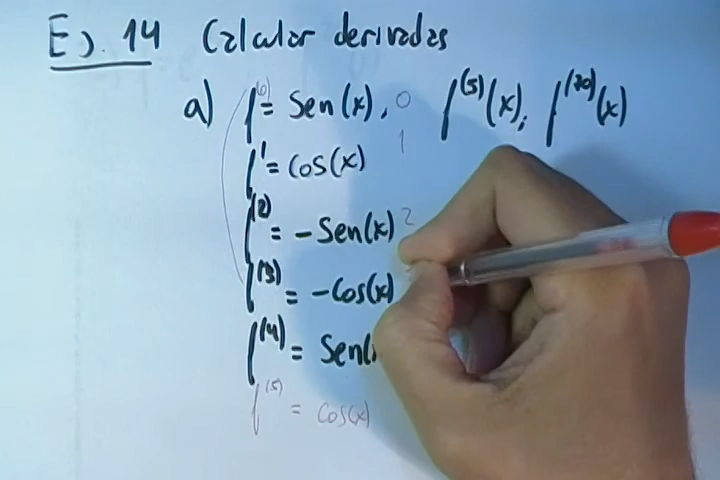 Ej. 14 Calcular derivadas
a) f⁽⁰⁾ = Sen(x), 0 f⁽⁵⁾(x); f⁽²⁰⁾(x)
f' = Cos(x) 1
f⁽²⁾ = -Sen(x) 2
f⁽³⁾ = -Cos(x)
f⁽⁴⁾ = Sen(
f⁽⁵⁾ = Cos(x)